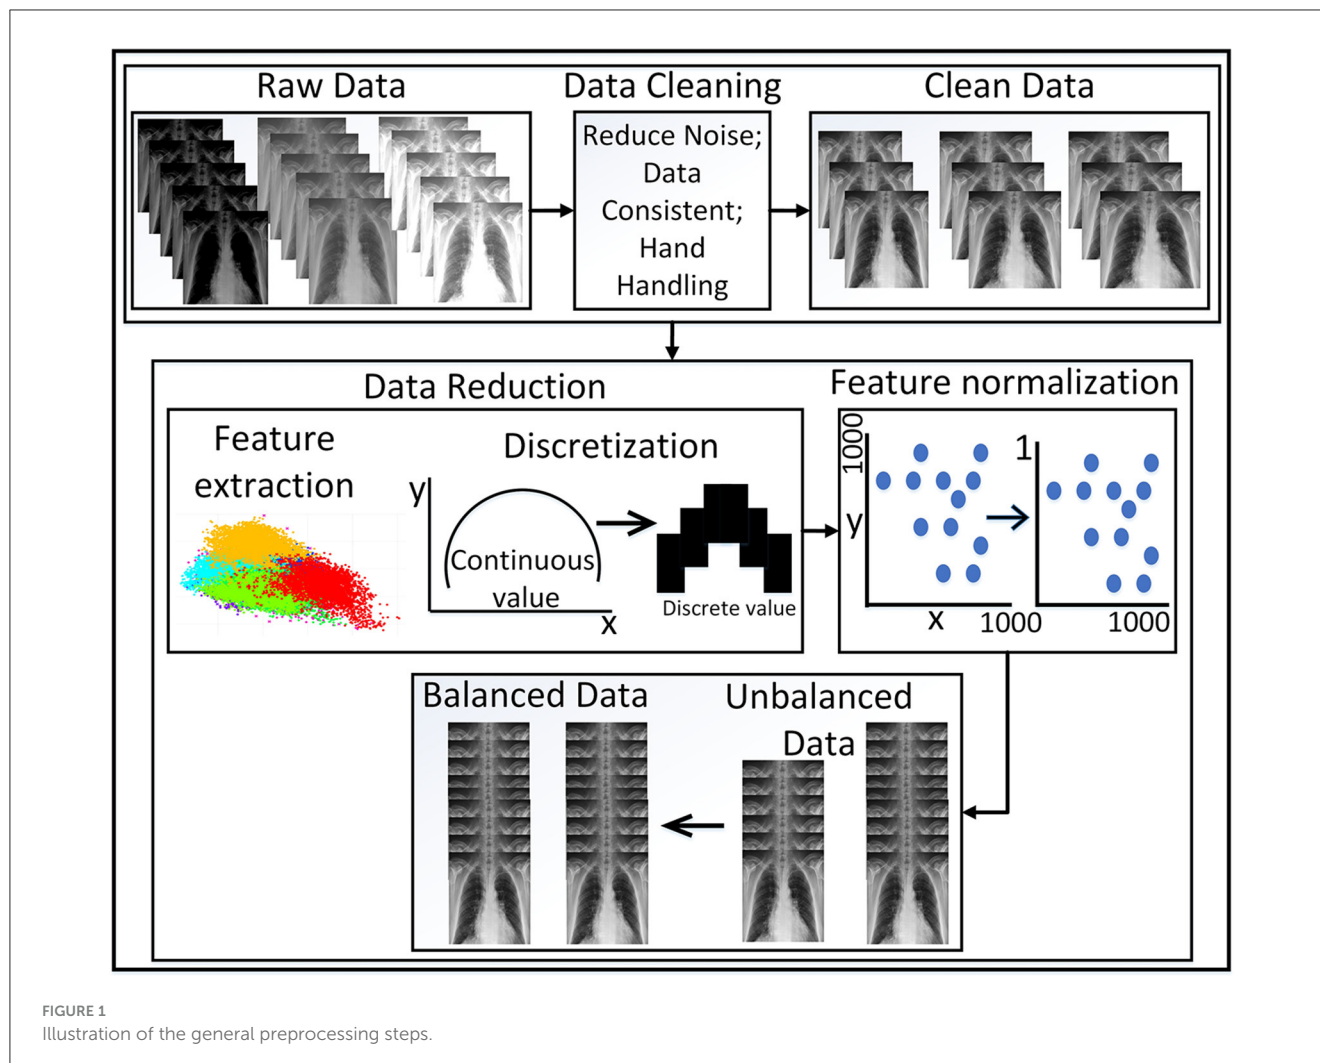 Raw Data
Data Cleaning
Clean Data
Reduce Noise;
Data
Consistent;
Hand
Handling
Data Reduction
Feature normalization
Feature
extraction
Discretization
y
Continuous
value
x
Discrete value
1000
y
x
1000
1
1000
Balanced Data
Unbalanced
Data
FIGURE 1
Illustration of the general preprocessing steps.